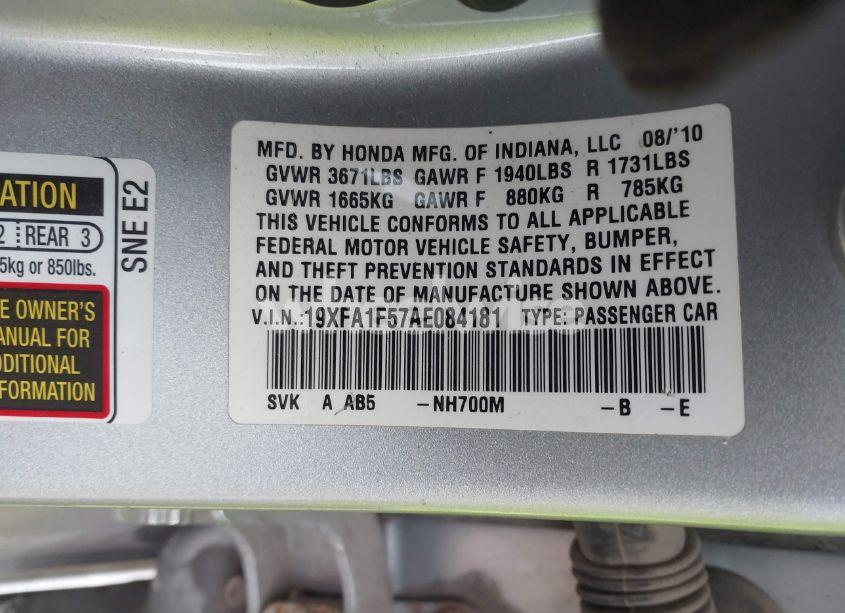 ATION
2 REAR 3
5kg or 850lbs.
E OWNER'S
ANUAL FOR
DDITIONAL
FORMATION
SNE E2
MFD. BY HONDA MFG. OF INDIANA, LLC 08/'10
GVWR 3671LBS GAWR F 1940LBS R 1731LBS
GVWR 1665KG GAWR F 880KG R 785KG
THIS VEHICLE CONFORMS TO ALL APPLICABLE
FEDERAL MOTOR VEHICLE SAFETY, BUMPER,
AND THEFT PREVENTION STANDARDS IN EFFECT
ON THE DATE OF MANUFACTURE SHOWN ABOVE.
V.I.N.:19XFA1F57AE084181 TYPE: PASSENGER CAR
SVK A AB5 -NH700M -B -E